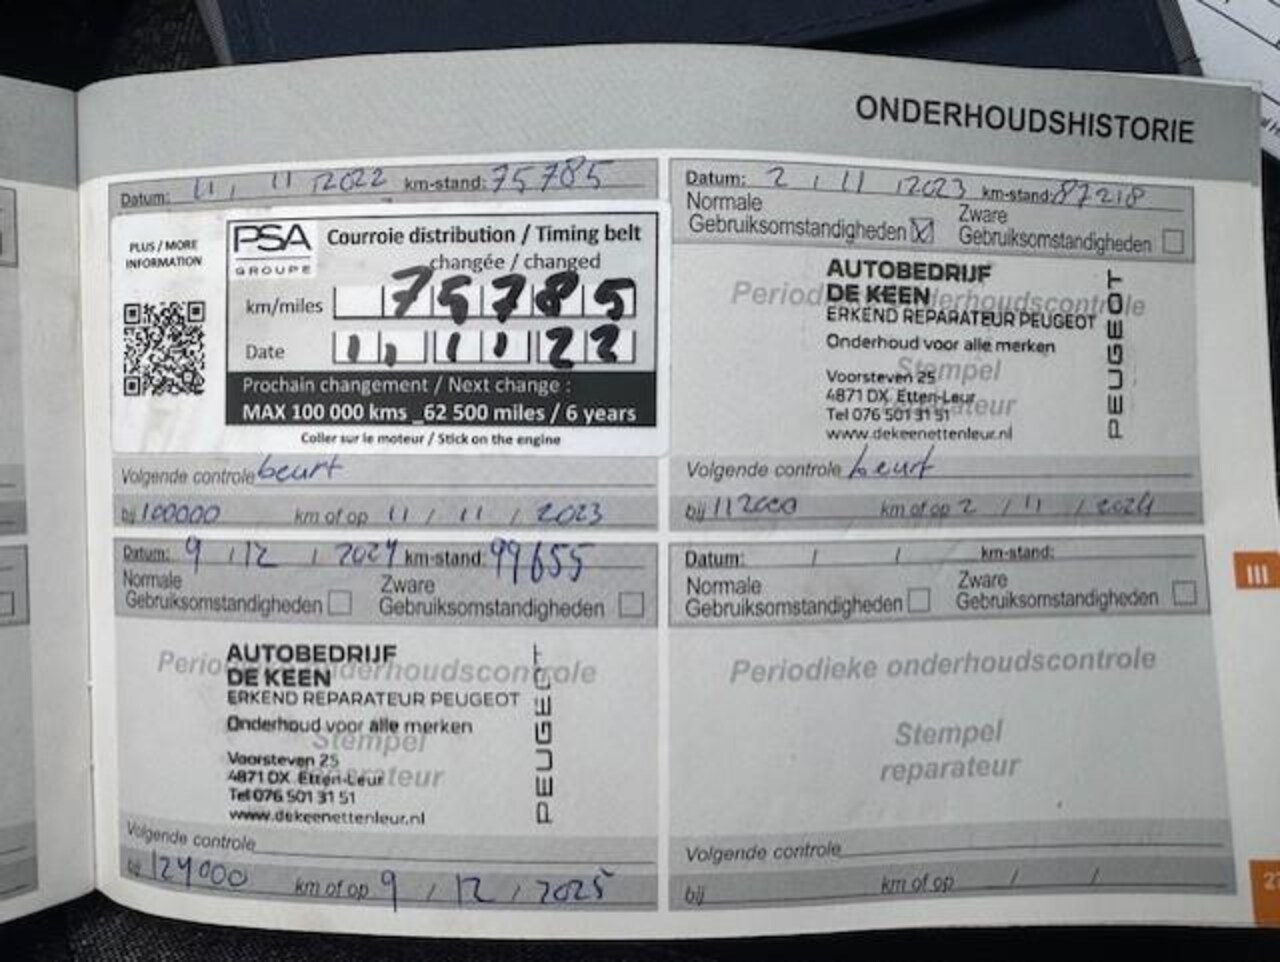 ONDERHOUDSHISTORIE
Datum: 11 / 11 / 2022 km-stand: 75785
PLUS / MORE
INFORMATION
PSA
GROUPE
Courroie distribution / Timing belt
changée / changed
km/miles 75785
Date 11 11 22
Prochain changement / Next change :
MAX 100 000 kms _62 500 miles / 6 years
Coller sur le moteur / Stick on the engine
Volgende controle beurt
bij 100000 km of op 11 / 11 / 2023
Datum: 2 / 11 / 2023 km-stand: 87218
Normale
Gebruiksomstandigheden
Zware
Gebruiksomstandigheden
Periodieke onderhoudscontrole
Stempel
reparateur
AUTOBEDRIJF
DE KEEN
ERKEND REPARATEUR PEUGEOT
Onderhoud voor alle merken
Voorsteven 25
4871 DX Etten-Leur
Tel 076 501 31 51
www.dekeenettenleur.nl
PEUGEOT
Volgende controle beurt
bij 112000 km of op 2 / 11 / 2024
Datum: 9 / 12 / 2024 km-stand: 99655
Normale
Gebruiksomstandigheden
Zware
Gebruiksomstandigheden
Periodieke onderhoudscontrole
Stempel
reparateur
AUTOBEDRIJF
DE KEEN
ERKEND REPARATEUR PEUGEOT
Onderhoud voor alle merken
Voorsteven 25
4871 DX Etten-Leur
Tel 076 501 31 51
www.dekeenettenleur.nl
PEUGEOT
Volgende controle
bij 124000 km of op 9 / 12 / 2025
Datum: / / km-stand:
Normale
Gebruiksomstandigheden
Zware
Gebruiksomstandigheden
Periodieke onderhoudscontrole
Stempel
reparateur
Volgende controle
bij km of op / /
III